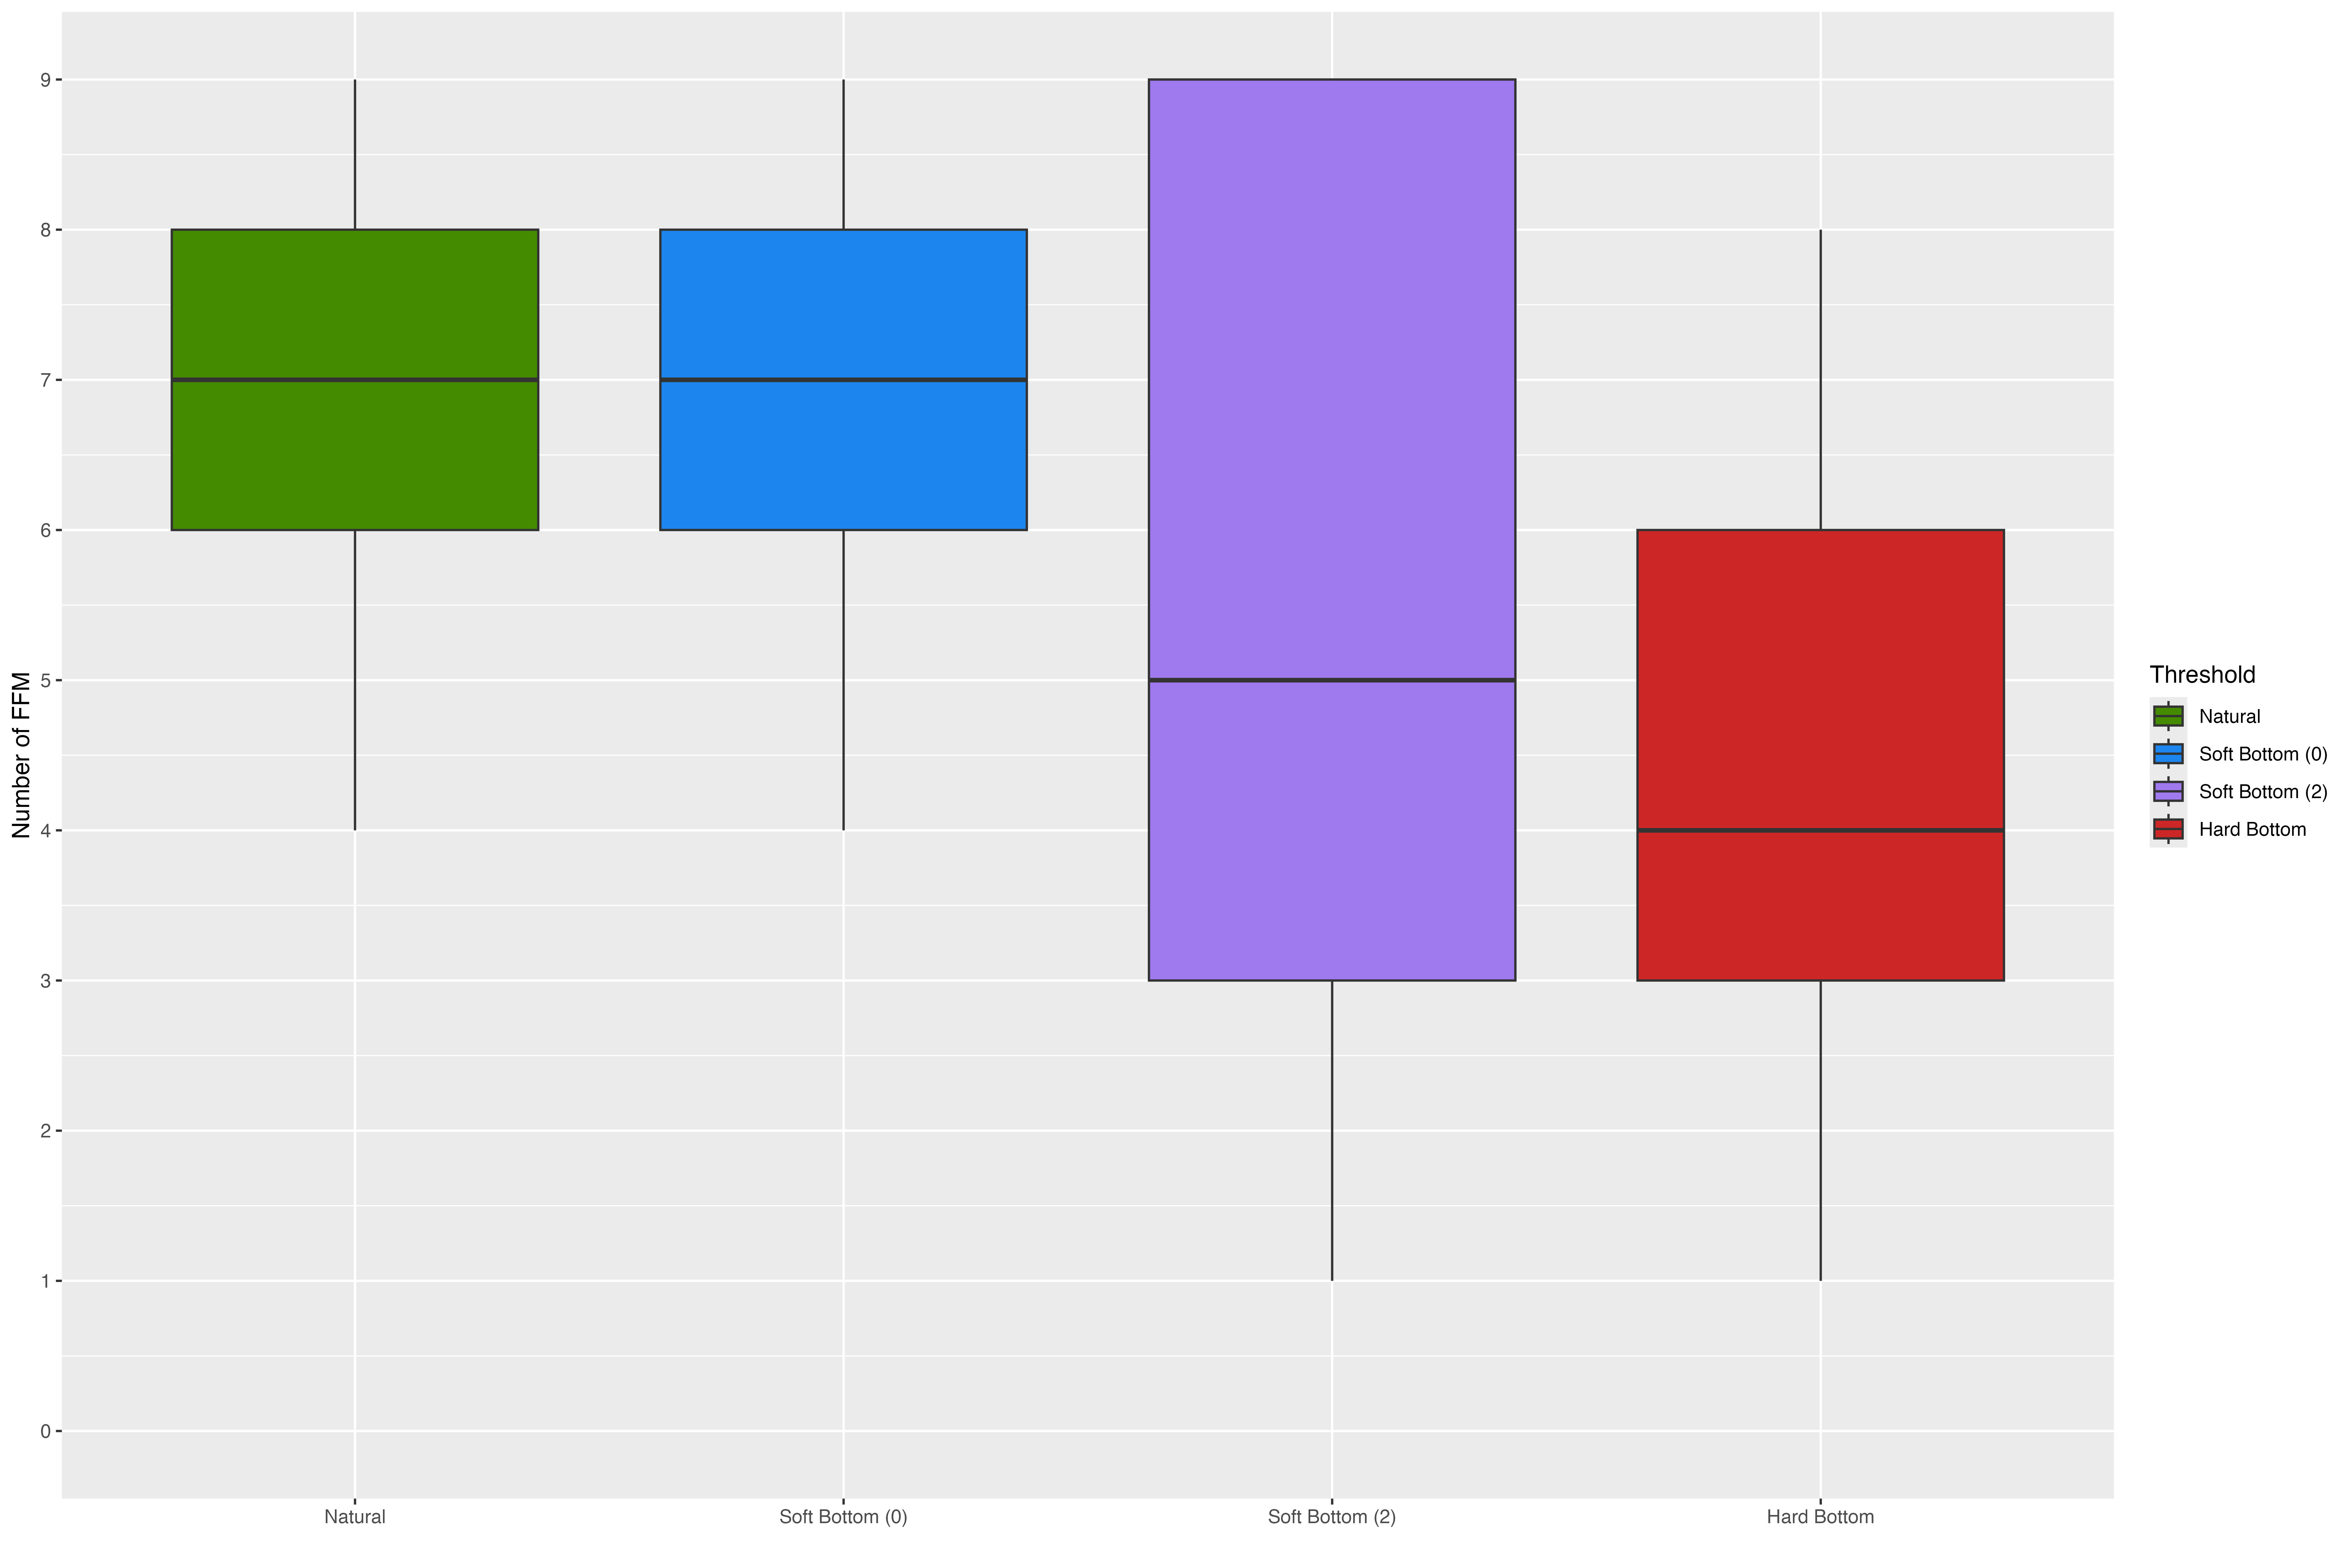 Number of FFM
9
8
7
6
5
4
3
2
1
0
Natural
Soft Bottom (0)
Soft Bottom (2)
Hard Bottom
Threshold
Natural
Soft Bottom (0)
Soft Bottom (2)
Hard Bottom